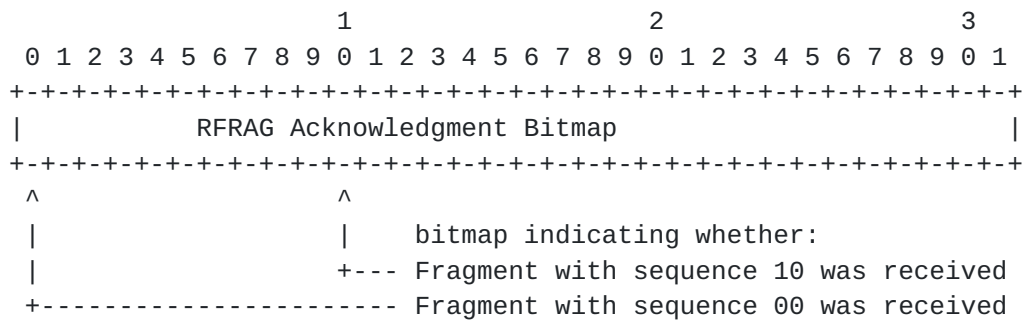 1                   2                   3
 0 1 2 3 4 5 6 7 8 9 0 1 2 3 4 5 6 7 8 9 0 1 2 3 4 5 6 7 8 9 0 1
+-+-+-+-+-+-+-+-+-+-+-+-+-+-+-+-+-+-+-+-+-+-+-+-+-+-+-+-+-+-+-+-+
|           RFRAG Acknowledgment Bitmap                         |
+-+-+-+-+-+-+-+-+-+-+-+-+-+-+-+-+-+-+-+-+-+-+-+-+-+-+-+-+-+-+-+-+
 ^                   ^
 |                   |    bitmap indicating whether:
 |                   +--- Fragment with sequence 10 was received
 +----------------------- Fragment with sequence 00 was received